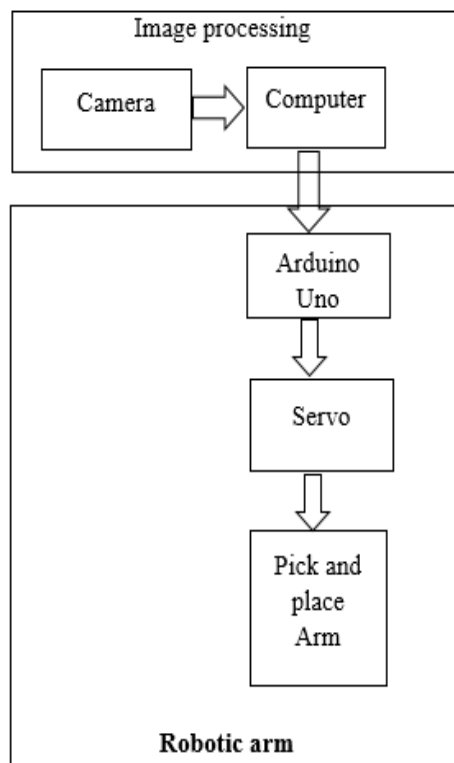 Image processing
Camera
Computer
Arduino
Uno
Servo
Pick and
place
Arm
Robotic arm